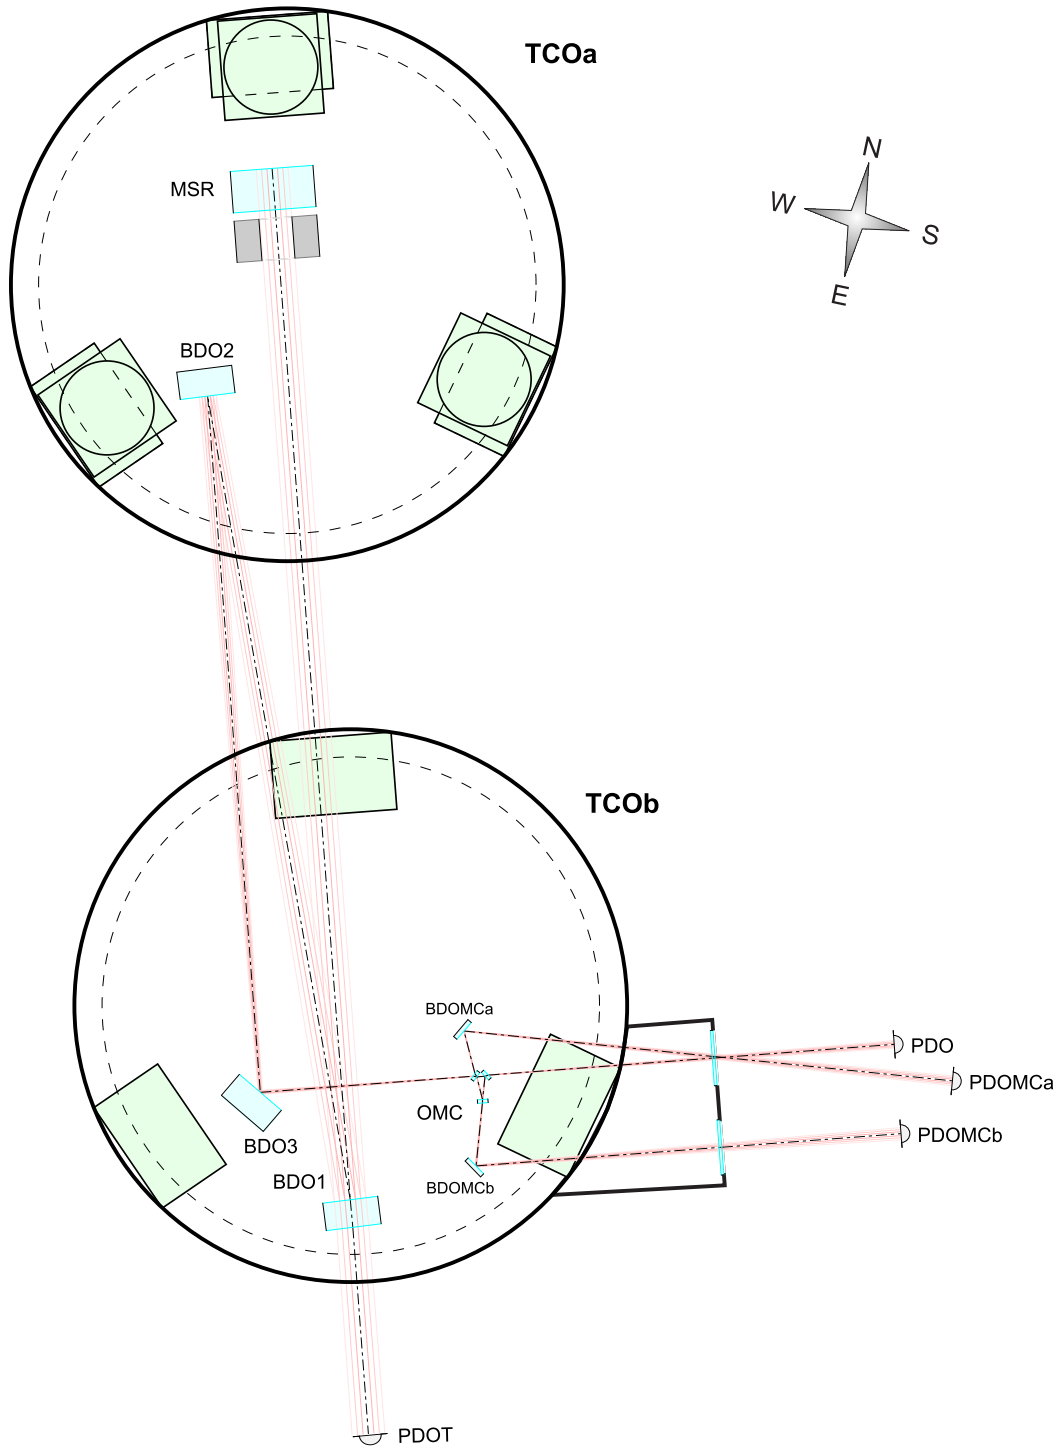 TCOa
N
MSR
W
S
E
BDO2
TCOb
BDOMCa
PDO
PDOMCa
OMC
BDO3
PDOMCb
BDO1
BDOMCb
PDOT